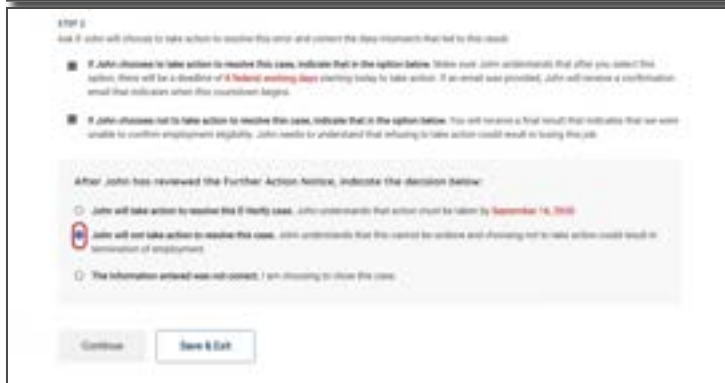 STEP 2
Ask if John will choose to take action to resolve this error and correct the data mismatch that led to this result.
If John chooses to take action to resolve this case, indicate that in the option below. Make sure John understands that after you select this
option, there will be a deadline of 8 federal working days starting today to take action. If an email was provided, John will receive a confirmation
email that indicates when this countdown begins.
If John chooses not to take action to resolve this case, indicate that in the option below. You will receive a final result that indicates that we were
unable to confirm employment eligibility. John needs to understand that refusing to take action could result in losing the job.
After John has reviewed the Further Action Notice, indicate the decision below:
John will take action to resolve this E-Verify case. John understands that action must be taken by September 14,
John will not take action to resolve this case. John understands that this cannot be undone and choosing not to take action could result in
termination of employment.
The information entered was not correct. I am choosing to close this case.
Continue
Save & Exit